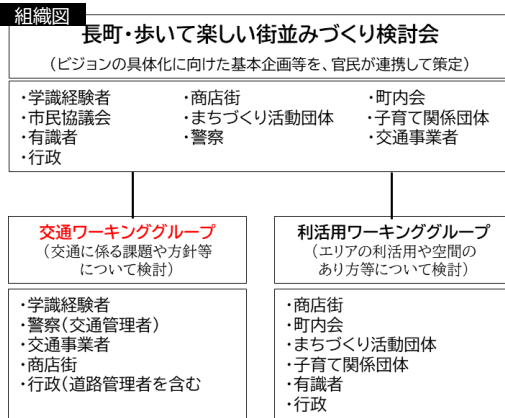 組織図
長町・歩いて楽しい街並みづくり検討会
（ビジョンの具体化に向けた基本企画等を、官民が連携して策定）
・学識経験者
・市民協議会
・有識者
・行政
・商店街
・まちづくり活動団体
・警察
・町内会
・子育て関係団体
・交通事業者
交通ワーキンググループ
（交通に係る課題や方針等
について検討）
・学識経験者
・警察（交通管理者）
・交通事業者
・商店街
・行政（道路管理者を含む
利活用ワーキンググループ
（エリアの利活用や空間の
あり方等について検討）
・商店街
・町内会
・まちづくり活動団体
・子育て関係団体
・有識者
・行政